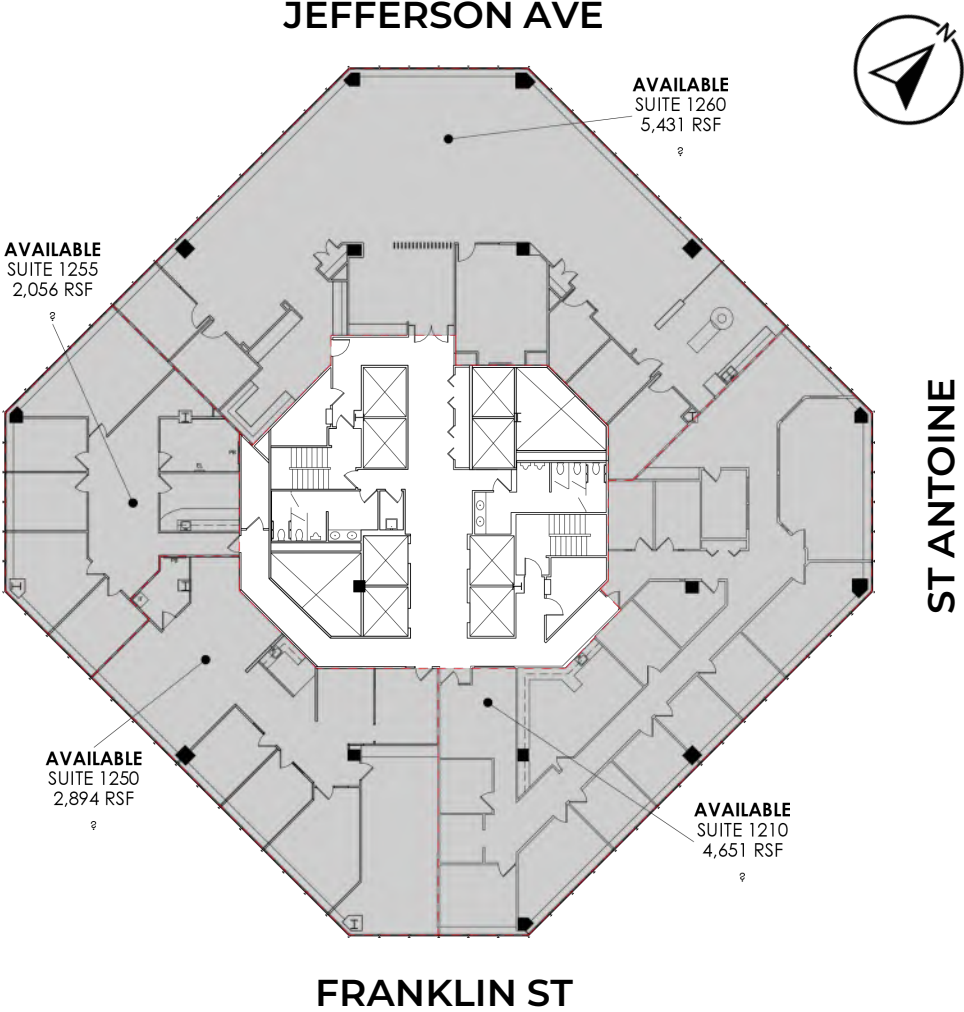 JEFFERSON AVE
N
AVAILABLE
SUITE 1260
5,431 RSF
?
AVAILABLE
SUITE 1255
2,056 RSF
?
ST ANTOINE
AVAILABLE
SUITE 1250
2,894 RSF
?
AVAILABLE
SUITE 1210
4,651 RSF
?
FRANKLIN ST